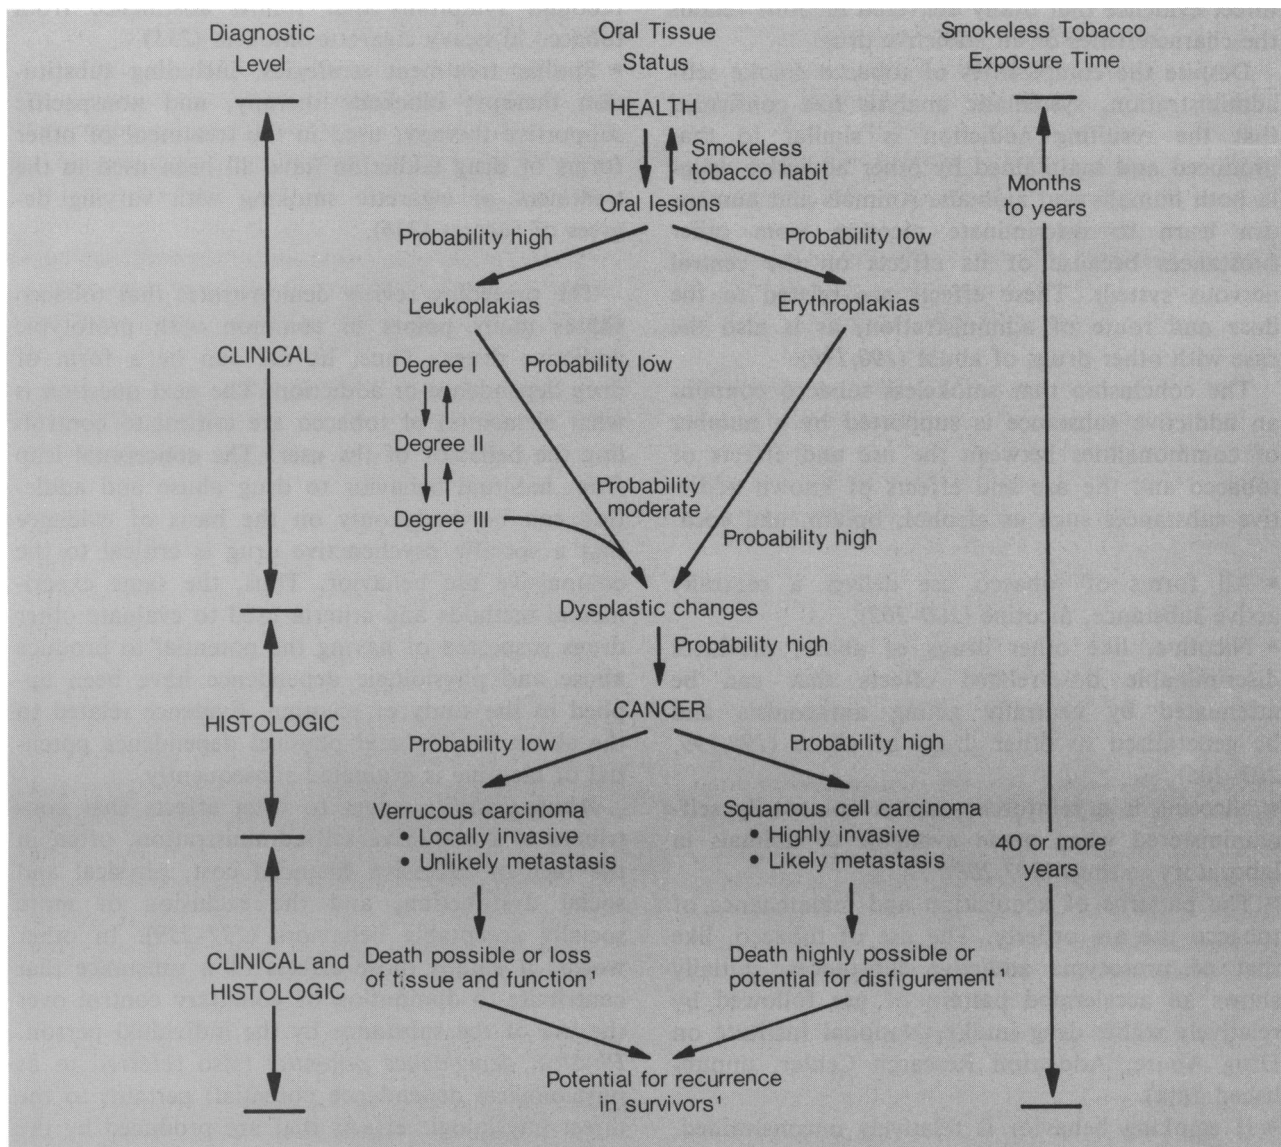 Diagnostic
Level
Oral Tissue
Status
Smokeless Tobacco
Exposure Time
HEALTH
Smokeless
tobacco habit
Months
to years
Oral lesions
Probability high
Probability low
Leukoplakias
Erythroplakias
CLINICAL
Degree I
Probability low
Degree II
Probability
moderate
Degree III
Probability high
Dysplastic changes
Probability high
CANCER
HISTOLOGIC
Probability low
Probability high
Verrucous carcinoma
• Locally invasive
• Unlikely metastasis
Squamous cell carcinoma
• Highly invasive
• Likely metastasis
40 or more
years
CLINICAL and
HISTOLOGIC
Death possible or loss
of tissue and function¹
Death highly possible or
potential for disfigurement¹
Potential for recurrence
in survivors¹